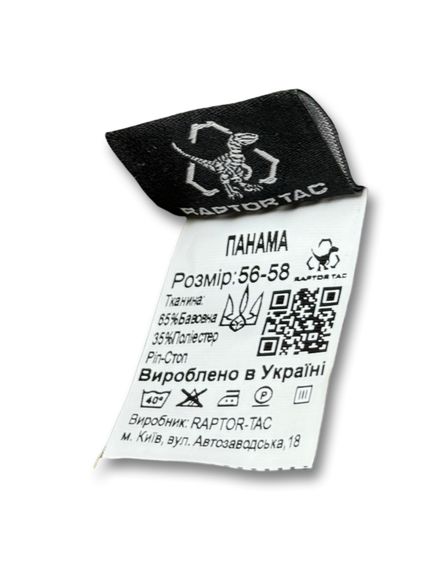 RAPTOR TAC
ПАНАМА
RAPTOR TAC
Розмір:56-58
Тканина:
65%Бавовна
35%Поліестер
Ріп-Стоп
Вироблено в Україні
40°
P
Виробник: RAPTOR-TAC
м. Київ, вул. Автозаводська,18